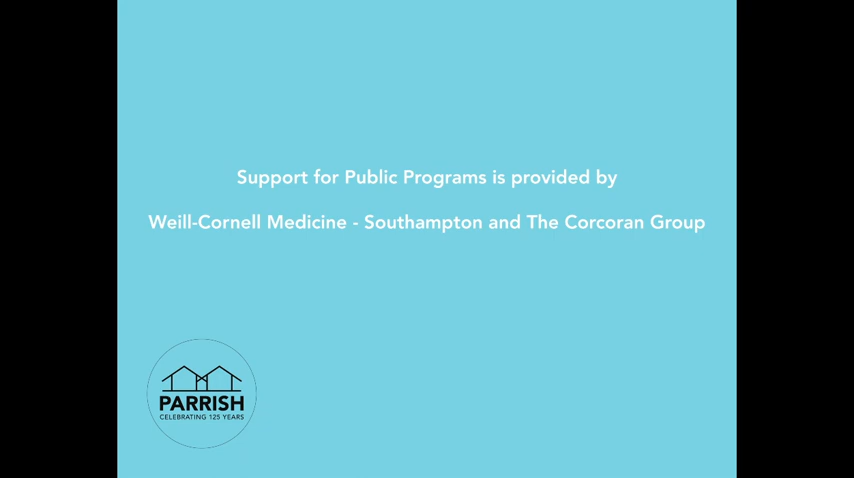 Support for Public Programs is provided by
Weill-Cornell Medicine - Southampton and The Corcoran Group
PARRISH
CELEBRATING 125 YEARS